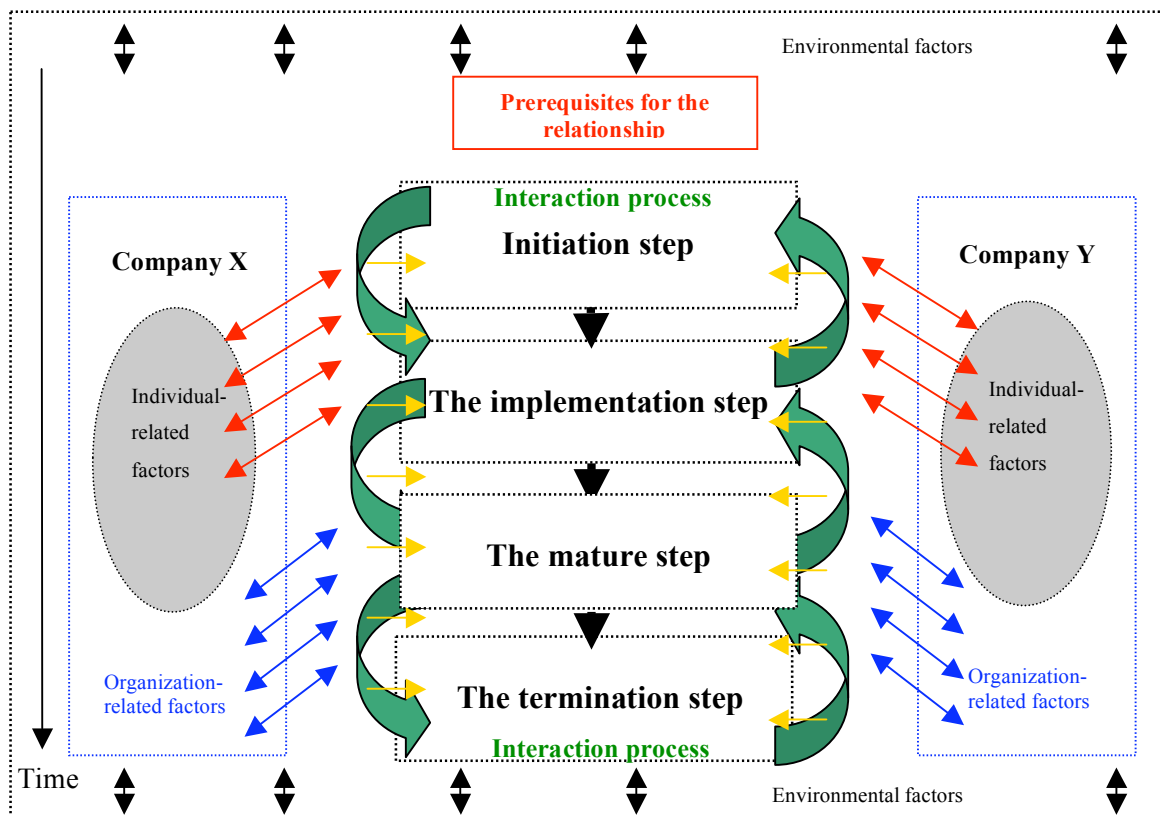 Environmental factors
Prerequisites for the
relationship
Interaction process
Initiation step
Company X
Company Y
Individual-
related
factors
The implementation step
Individual-
related
factors
The mature step
Organization-
related factors
The termination step
Organization-
related factors
Interaction process
Time
Environmental factors